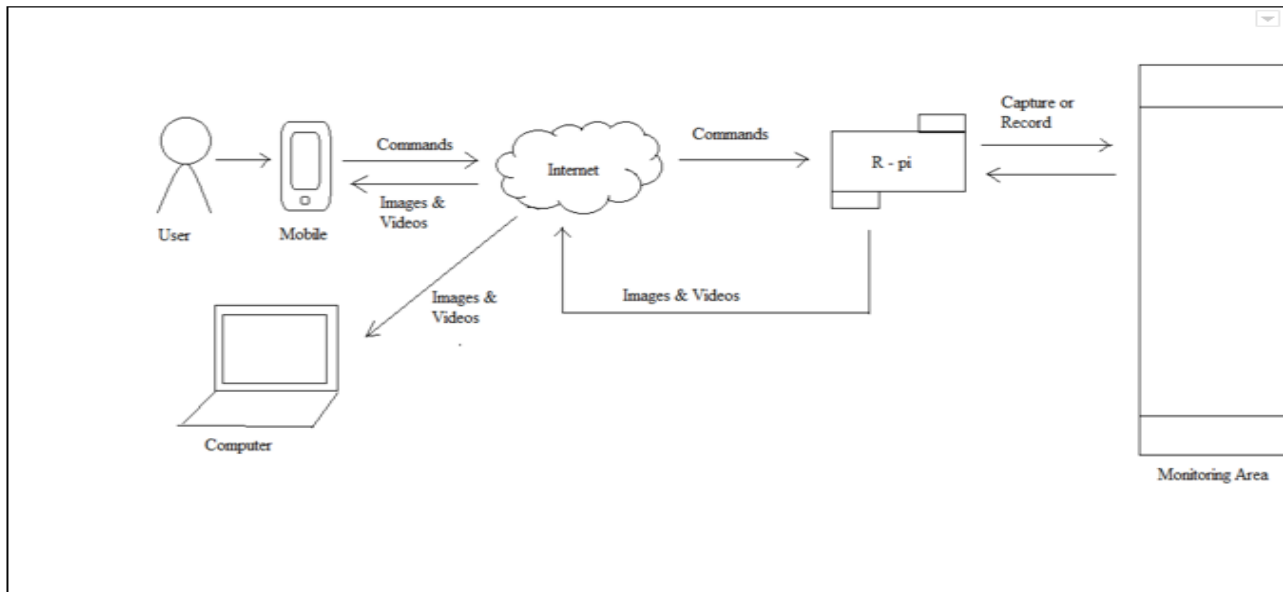 Capture or
Record
Commands
Commands
Internet
R - pi
Images &
Videos
User
Mobile
Images &
Videos
Images & Videos
Computer
Monitoring Area